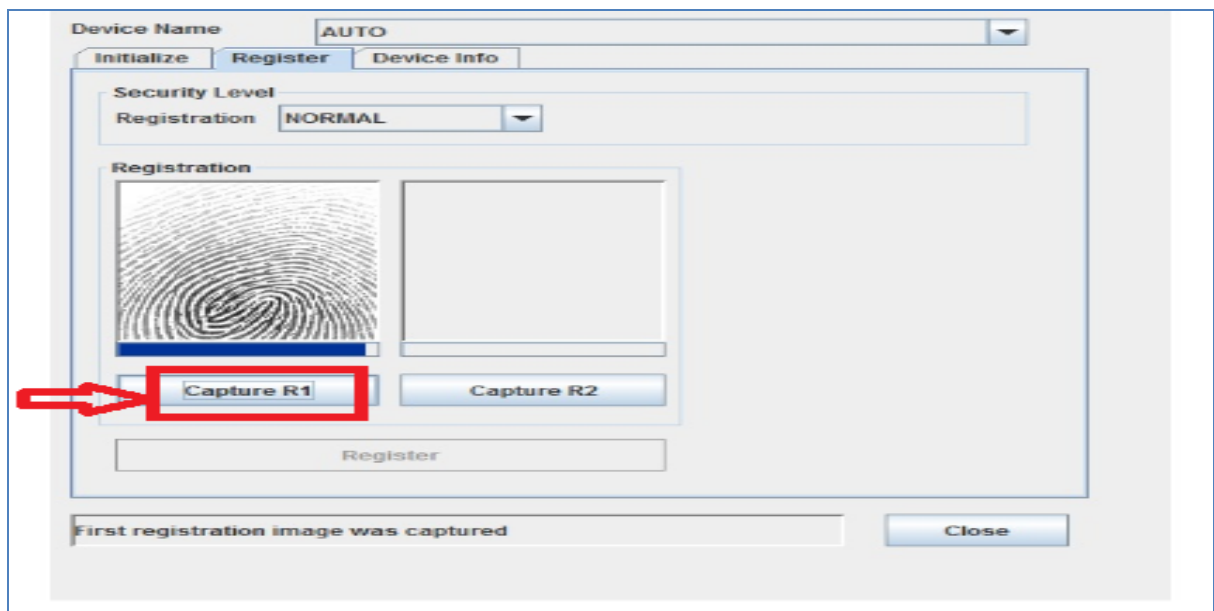 Device Name AUTO
Initialize Register Device Info
Security Level
Registration NORMAL
Registration
Capture R1 Capture R2
Register
First registration image was captured Close